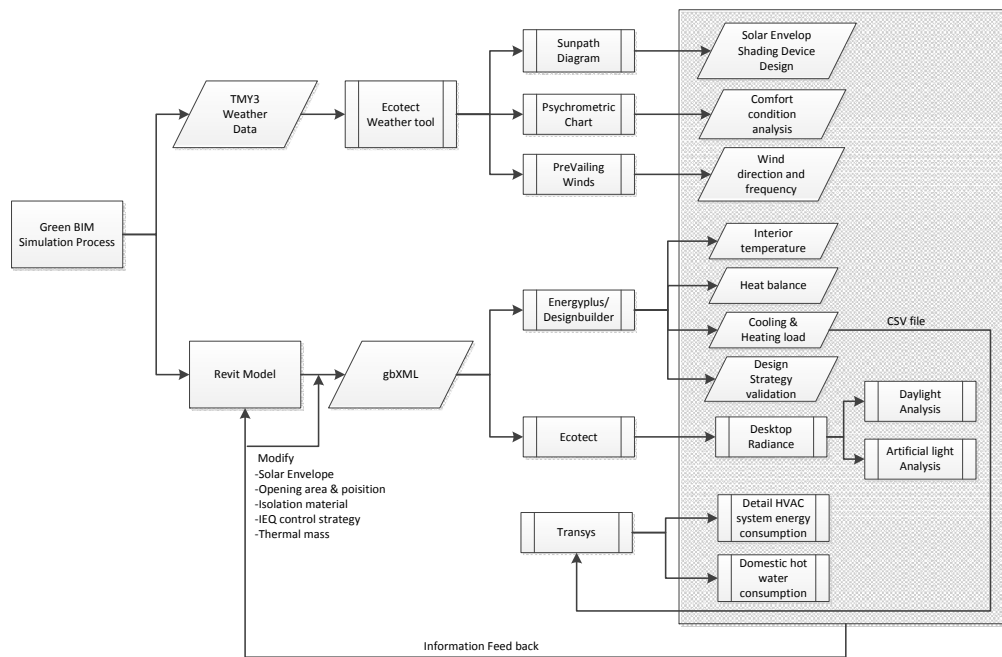 Green BIM
Simulation Process
TMY3
Weather
Data
Ecotect
Weather tool
Sunpath
Diagram
Solar Envelop
Shading Device
Design
Psychrometric
Chart
Comfort
condition
analysis
PreVailing
Winds
Wind
direction and
frequency
Revit Model
gbXML
Energyplus/
Designbuilder
Interior
temperature
Heat balance
Cooling &
Heating load
CSV file
Design
Strategy
validation
Ecotect
Desktop
Radiance
Daylight
Analysis
Artificial light
Analysis
Modify
-Solar Envelope
-Opening area & poisition
-Isolation material
-IEQ control strategy
-Thermal mass
Transys
Detail HVAC
system energy
consumption
Domestic hot
water
consumption
Information Feed back